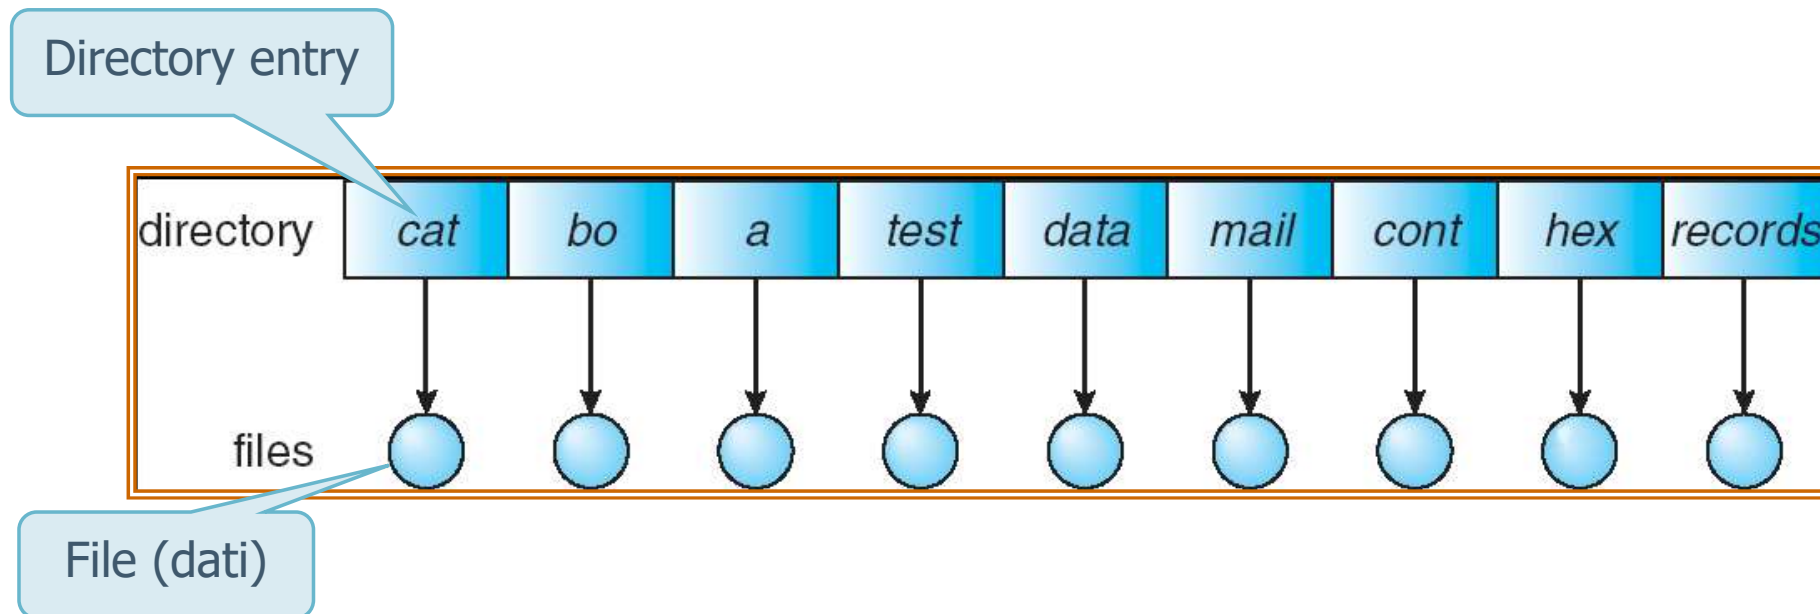 Directory entry
directory cat bo a test data mail cont hex records
files
File (dati)